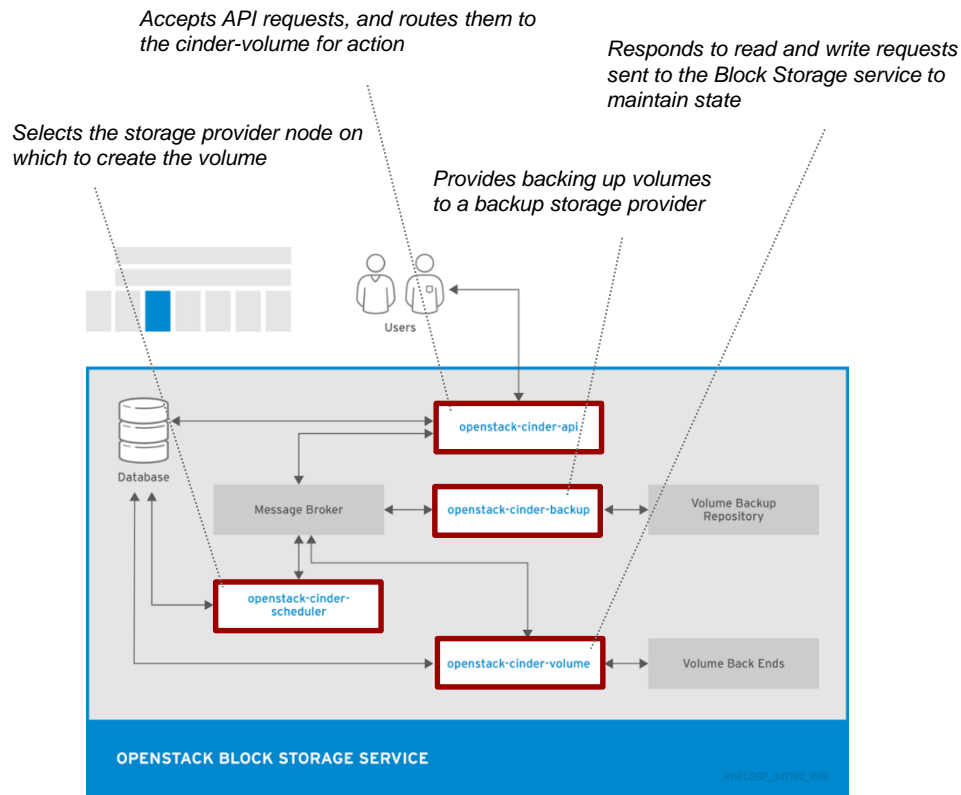 Accepts API requests, and routes them to
the cinder-volume for action
Responds to read and write requests
sent to the Block Storage service to
maintain state
Selects the storage provider node on
which to create the volume
Provides backing up volumes
to a backup storage provider
Users
openstack-cinder-api
Database
Message Broker
openstack-cinder-backup
Volume Backup
Repository
openstack-cinder-
scheduler
openstack-cinder-volume
Volume Back Ends
OPENSTACK BLOCK STORAGE SERVICE
RHELOSP_347192_1015